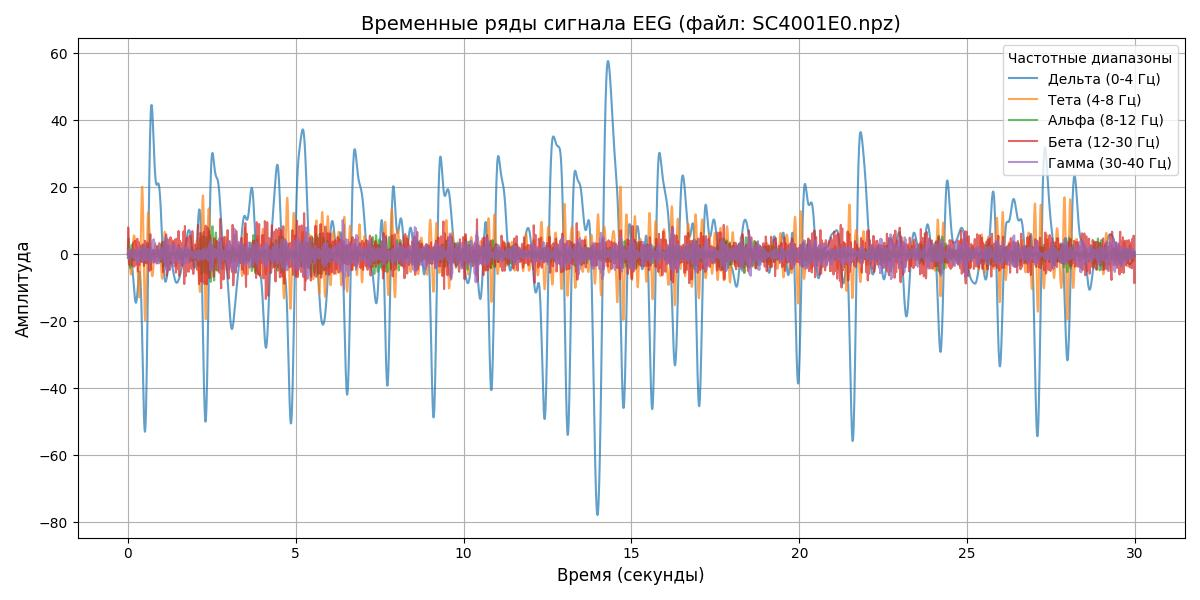 Временные ряды сигнала EEG (файл: SC4001E0.npz)
Амплитуда
60
40
20
0
−20
−40
−60
−80
Частотные диапазоны
Дельта (0-4 Гц)
Тета (4-8 Гц)
Альфа (8-12 Гц)
Бета (12-30 Гц)
Гамма (30-40 Гц)
0 5 10 15 20 25 30
Время (секунды)